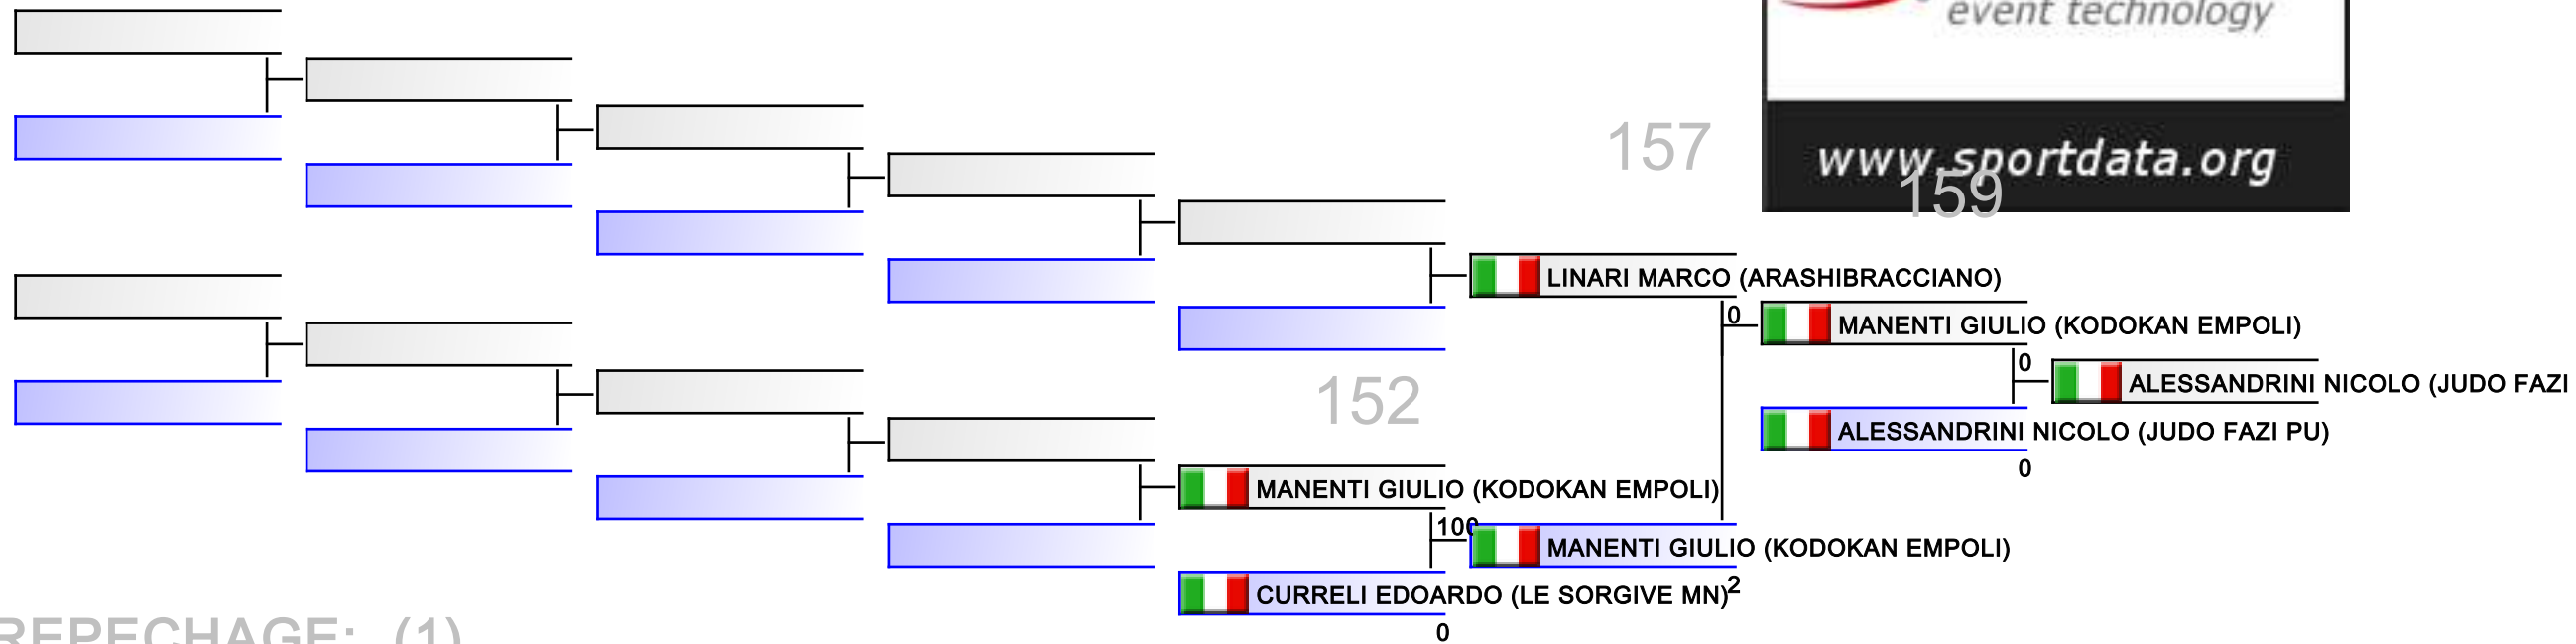 event technology
157
www.sportdata.org
159
LINARI MARCO (ARASHIBRACCIANO)
0
MANENTI GIULIO (KODOKAN EMPOLI)
0
ALESSANDRINI NICOLO (JUDO FAZI
152
ALESSANDRINI NICOLO (JUDO FAZI PU)
0
MANENTI GIULIO (KODOKAN EMPOLI)
100
MANENTI GIULIO (KODOKAN EMPOLI)
2
CURRELI EDOARDO (LE SORGIVE MN)
0
REPECHAGE: (1)